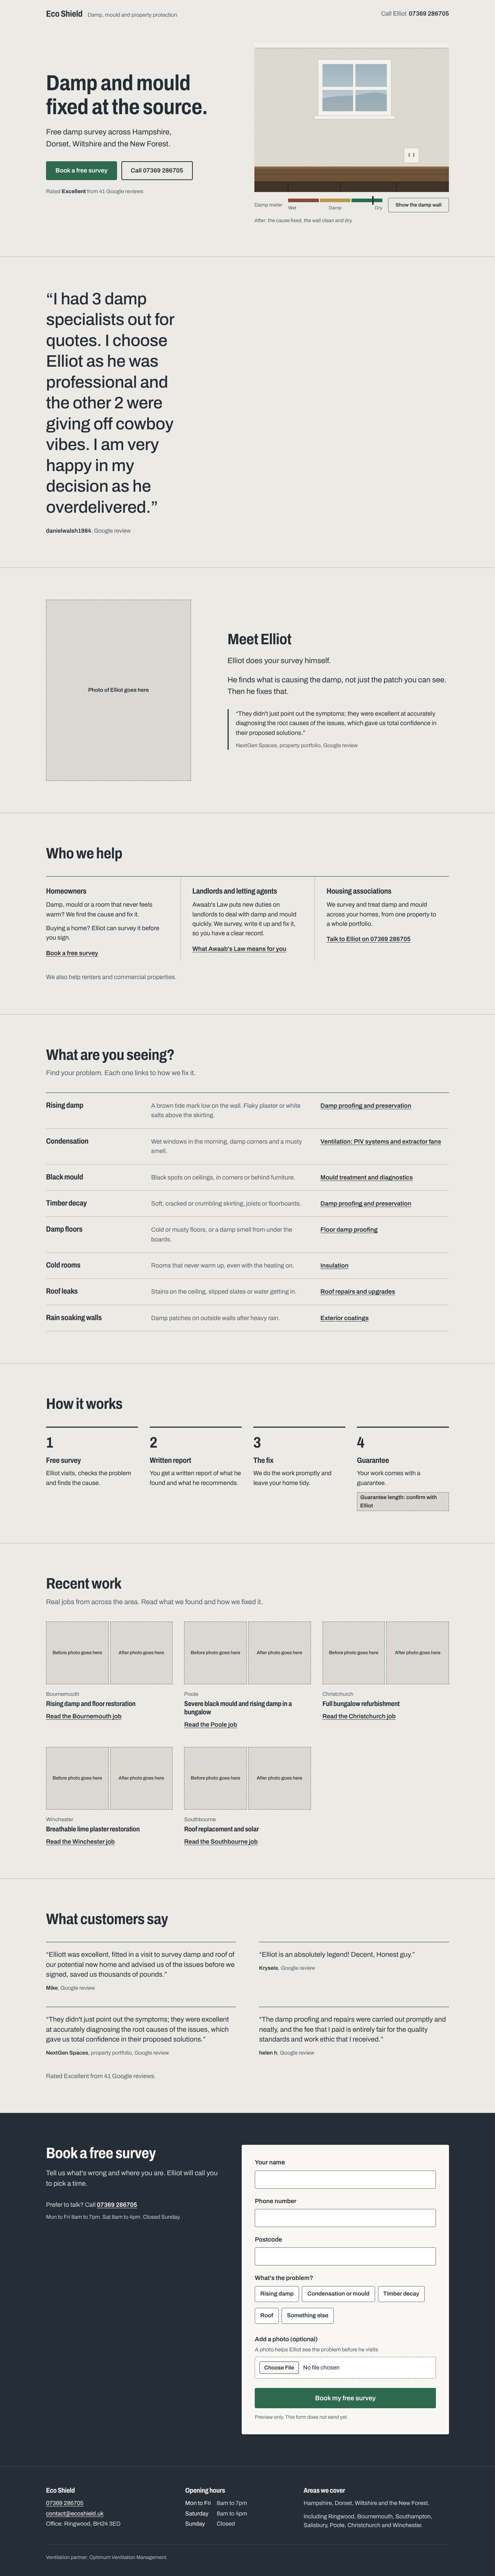 Eco Shield Damp, mould and property protection
Call Elliot 07369 286705
Damp and mould
fixed at the source.
Free damp survey across Hampshire,
Dorset, Wiltshire and the New Forest.
Book a free survey
Call 07369 286705
Rated Excellent from 41 Google reviews
Damp meter
Wet
Damp
Dry
Show the damp wall
After: the cause fixed, the wall clean and dry.
“I had 3 damp
specialists out for
quotes. I choose
Elliot as he was
professional and
the other 2 were
giving off cowboy
vibes. I am very
happy in my
decision as he
overdelivered.”
danielwalsh1984, Google review
Photo of Elliot goes here
Meet Elliot
Elliot does your survey himself.
He finds what is causing the damp, not just the patch you can see.
Then he fixes that.
“They didn't just point out the symptoms; they were excellent at accurately
diagnosing the root causes of the issues, which gave us total confidence in
their proposed solutions.”
NextGen Spaces, property portfolio, Google review
Who we help
Homeowners
Damp, mould or a room that never feels
warm? We find the cause and fix it.
Buying a home? Elliot can survey it before
you sign.
Book a free survey
Landlords and letting agents
Awaab's Law puts new duties on
landlords to deal with damp and mould
quickly. We survey, write it up and fix it,
so you have a clear record.
What Awaab's Law means for you
Housing associations
We survey and treat damp and mould
across your homes, from one property to
a whole portfolio.
Talk to Elliot on 07369 286705
We also help renters and commercial properties.
What are you seeing?
Find your problem. Each one links to how we fix it.
Rising damp
A brown tide mark low on the wall. Flaky plaster or white
salts above the skirting.
Damp proofing and preservation
Condensation
Wet windows in the morning, damp corners and a musty
smell.
Ventilation: PIV systems and extractor fans
Black mould
Black spots on ceilings, in corners or behind furniture.
Mould treatment and diagnostics
Timber decay
Soft, cracked or crumbling skirting, joists or floorboards.
Damp proofing and preservation
Damp floors
Cold or musty floors, or a damp smell from under the
boards.
Floor damp proofing
Cold rooms
Rooms that never warm up, even with the heating on.
Insulation
Roof leaks
Stains on the ceiling, slipped slates or water getting in.
Roof repairs and upgrades
Rain soaking walls
Damp patches on outside walls after heavy rain.
Exterior coatings
How it works
1
Free survey
Elliot visits, checks the problem
and finds the cause.
2
Written report
You get a written report of what he
found and what he recommends.
3
The fix
We do the work promptly and
leave your home tidy.
4
Guarantee
Your work comes with a
guarantee.
Guarantee length: confirm with
Elliot
Recent work
Real jobs from across the area. Read what we found and how we fixed it.
Before photo goes here
After photo goes here
Bournemouth
Rising damp and floor restoration
Read the Bournemouth job
Before photo goes here
After photo goes here
Poole
Severe black mould and rising damp in a
bungalow
Read the Poole job
Before photo goes here
After photo goes here
Christchurch
Full bungalow refurbishment
Read the Christchurch job
Before photo goes here
After photo goes here
Winchester
Breathable lime plaster restoration
Read the Winchester job
Before photo goes here
After photo goes here
Southbourne
Roof replacement and solar
Read the Southbourne job
What customers say
“Elliott was excellent, fitted in a visit to survey damp and roof of
our potential new home and advised us of the issues before we
signed, saved us thousands of pounds.”
Mike, Google review
“Elliot is an absolutely legend! Decent, Honest guy.”
Kryseis, Google review
“They didn't just point out the symptoms; they were excellent
at accurately diagnosing the root causes of the issues, which
gave us total confidence in their proposed solutions.”
NextGen Spaces, property portfolio, Google review
“The damp proofing and repairs were carried out promptly and
neatly, and the fee that I paid is entirely fair for the quality
standards and work ethic that I received.”
helen h, Google review
Rated Excellent from 41 Google reviews.
Book a free survey
Tell us what's wrong and where you are. Elliot will call you
to pick a time.
Prefer to talk? Call 07369 286705
Mon to Fri 8am to 7pm. Sat 8am to 4pm. Closed Sunday.
Your name
Phone number
Postcode
What's the problem?
Rising damp
Condensation or mould
Timber decay
Roof
Something else
Add a photo (optional)
A photo helps Elliot see the problem before he visits
Choose File No file chosen
Book my free survey
Preview only. This form does not send yet.
Eco Shield
07369 286705
contact@ecoshield.uk
Office: Ringwood, BH24 3ED
Opening hours
Mon to Fri 8am to 7pm
Saturday 8am to 4pm
Sunday Closed
Areas we cover
Hampshire, Dorset, Wiltshire and the New Forest.
Including Ringwood, Bournemouth, Southampton,
Salisbury, Poole, Christchurch and Winchester.
Ventilation partner: Optimum Ventilation Management.